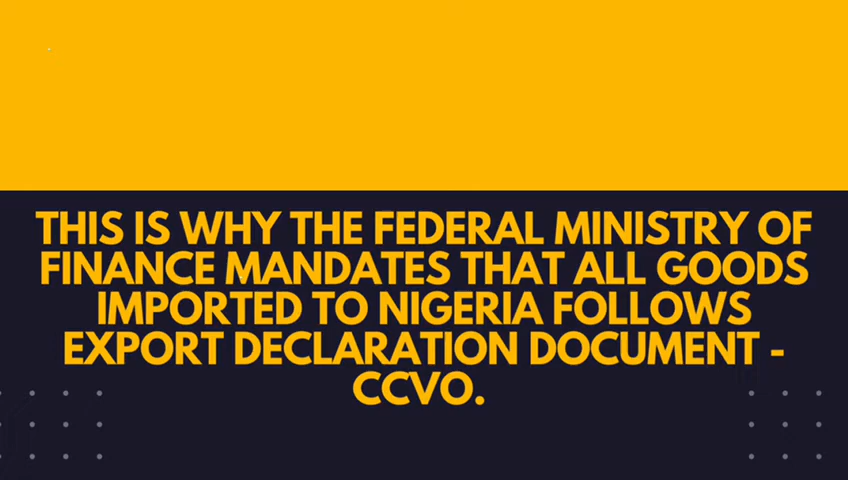 THIS IS WHY THE FEDERAL MINISTRY OF
FINANCE MANDATES THAT ALL GOODS
IMPORTED TO NIGERIA FOLLOWS
EXPORT DECLARATION DOCUMENT -
CCVO.